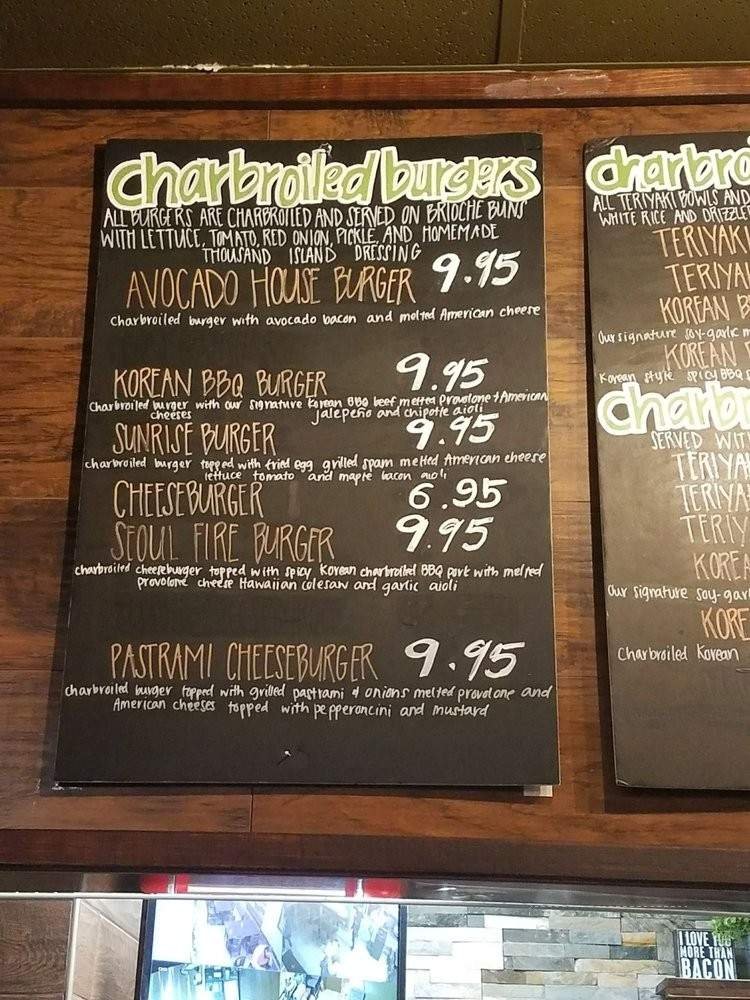 charbroiled burgers
ALL BURGERS ARE CHARBROILED AND SERVED ON BRIOCHE BUNS
WITH LETTUCE, TOMATO, RED ONION, PICKLE, AND HOMEMADE
THOUSAND ISLAND DRESSING
AVOCADO HOUSE BURGER 9.95
charbroiled burger with avocado bacon and melted American cheese
KOREAN BBQ BURGER 9.95
charbroiled burger with our signature Korean BBQ beef melted provolone & American
cheeses jalepeño and chipotle aioli
SUNRISE BURGER 9.95
charbroiled burger topped with fried egg grilled spam melted American cheese
lettuce tomato and maple bacon aioli
CHEESEBURGER 6.95
SEOUL FIRE BURGER 9.95
charbroiled cheeseburger topped with spicy Korean charbroiled BBQ pork with melted
provolone cheese Hawaiian coleslaw and garlic aioli
PASTRAMI CHEESEBURGER 9.95
charbroiled burger topped with grilled pastrami & onions melted provolone and
American cheeses topped with pepperoncini and mustard
charbro
ALL TERIYAKI BOWLS AND
WHITE RICE AND DRIZZLE
TERIYAKI
TERIYA
KOREAN B
Our signature soy-garlic m
KOREAN
Korean style spicy BBQ s
charbr
SERVED WITH
TERIYA
TERIYA
TERIY
KOREA
Our signature soy-gar
KORE
charbroiled Korean
I LOVE YOU
MORE THAN
BACON